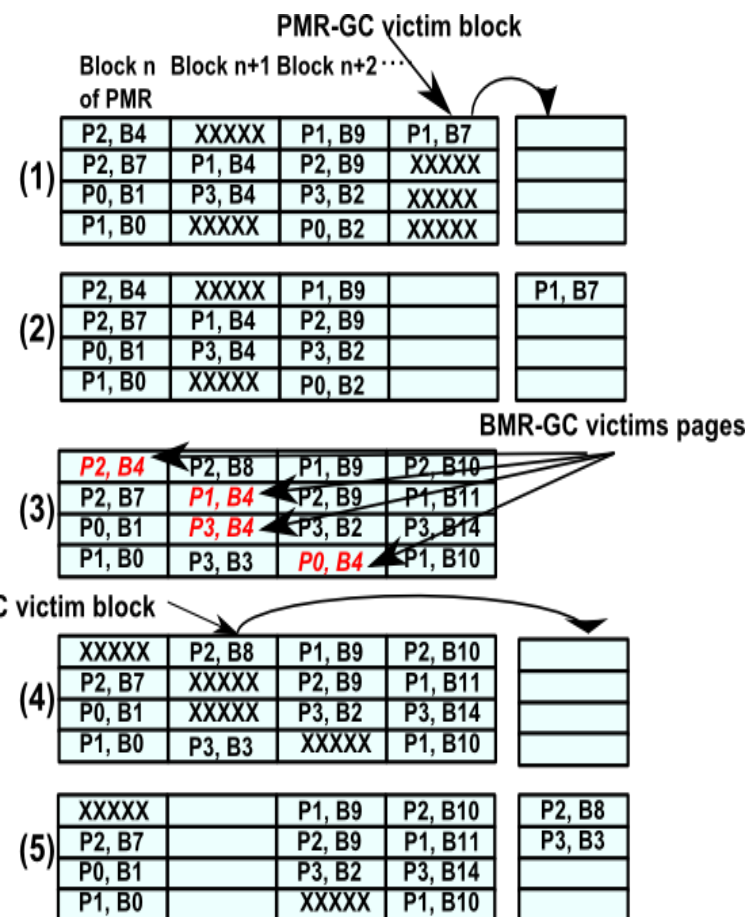 PMR-GC victim block
Block n Block n+1 Block n+2 ····
of PMR
(1)
P2, B4 XXXXX P1, B9 P1, B7
P2, B7 P1, B4 P2, B9 XXXXX
P0, B1 P3, B4 P3, B2 XXXXX
P1, B0 XXXXX P0, B2 XXXXX
(2)
P2, B4 XXXXX P1, B9 P1, B7
P2, B7 P1, B4 P2, B9
P0, B1 P3, B4 P3, B2
P1, B0 XXXXX P0, B2
BMR-GC victims pages
(3)
P2, B4 P2, B8 P1, B9 P2, B10
P2, B7 P1, B4 P2, B9 P1, B11
P0, B1 P3, B4 P3, B2 P3, B14
P1, B0 P3, B3 P0, B4 P1, B10
C victim block
(4)
XXXXX P2, B8 P1, B9 P2, B10
P2, B7 XXXXX P2, B9 P1, B11
P0, B1 XXXXX P3, B2 P3, B14
P1, B0 P3, B3 XXXXX P1, B10
(5)
XXXXX P1, B9 P2, B10 P2, B8
P2, B7 P2, B9 P1, B11 P3, B3
P0, B1 P3, B2 P3, B14
P1, B0 XXXXX P1, B10